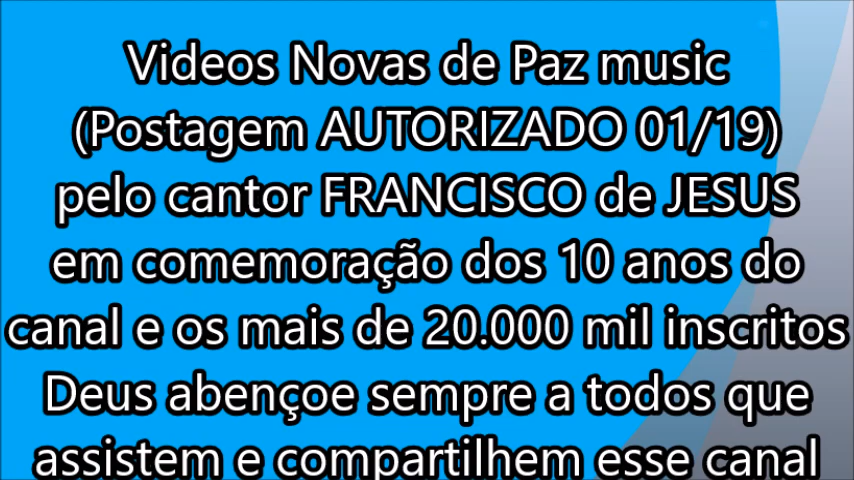 Videos Novas de Paz music
(Postagem AUTORIZADO 01/19)
pelo cantor FRANCISCO de JESUS
em comemoração dos 10 anos do
canal e os mais de 20.000 mil inscritos
Deus abençoe sempre a todos que
assistem e compartilhem esse canal